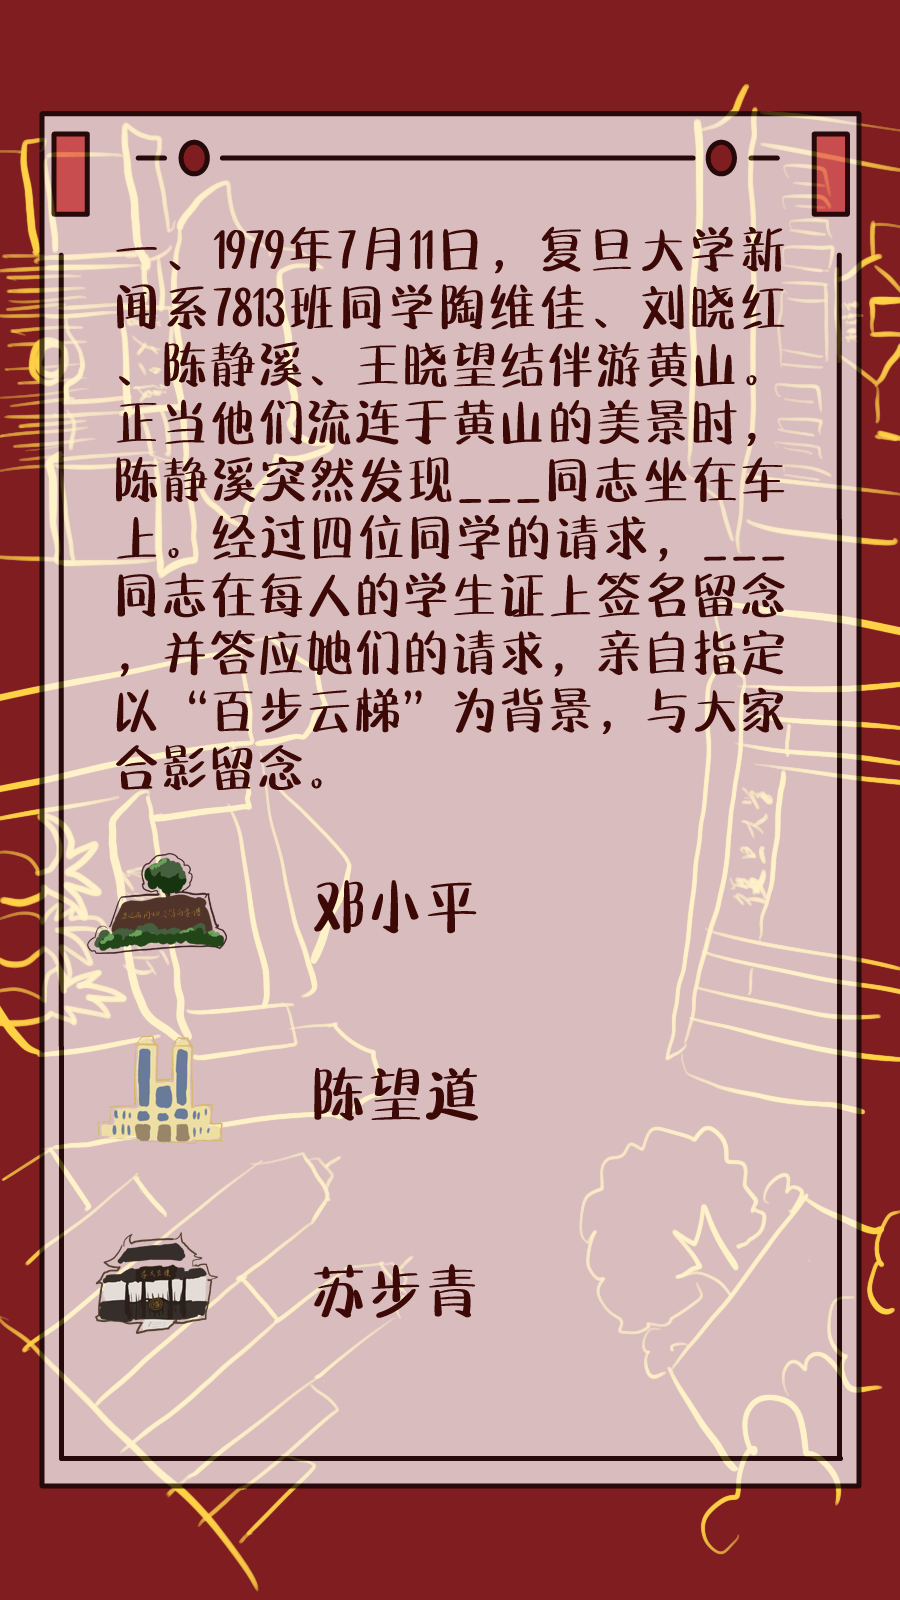 一、1979年7月11日，复旦大学新
闻系7813班同学陶维佳、刘晓红
、陈静溪、王晓望结伴游黄山。
正当他们流连于黄山的美景时，
陈静溪突然发现___同志坐在车
上。经过四位同学的请求，___
同志在每人的学生证上签名留念
，并答应她们的请求，亲自指定
以“百步云梯”为背景，与大家
合影留念。
復旦大学
邓小平
陈望道
苏步青